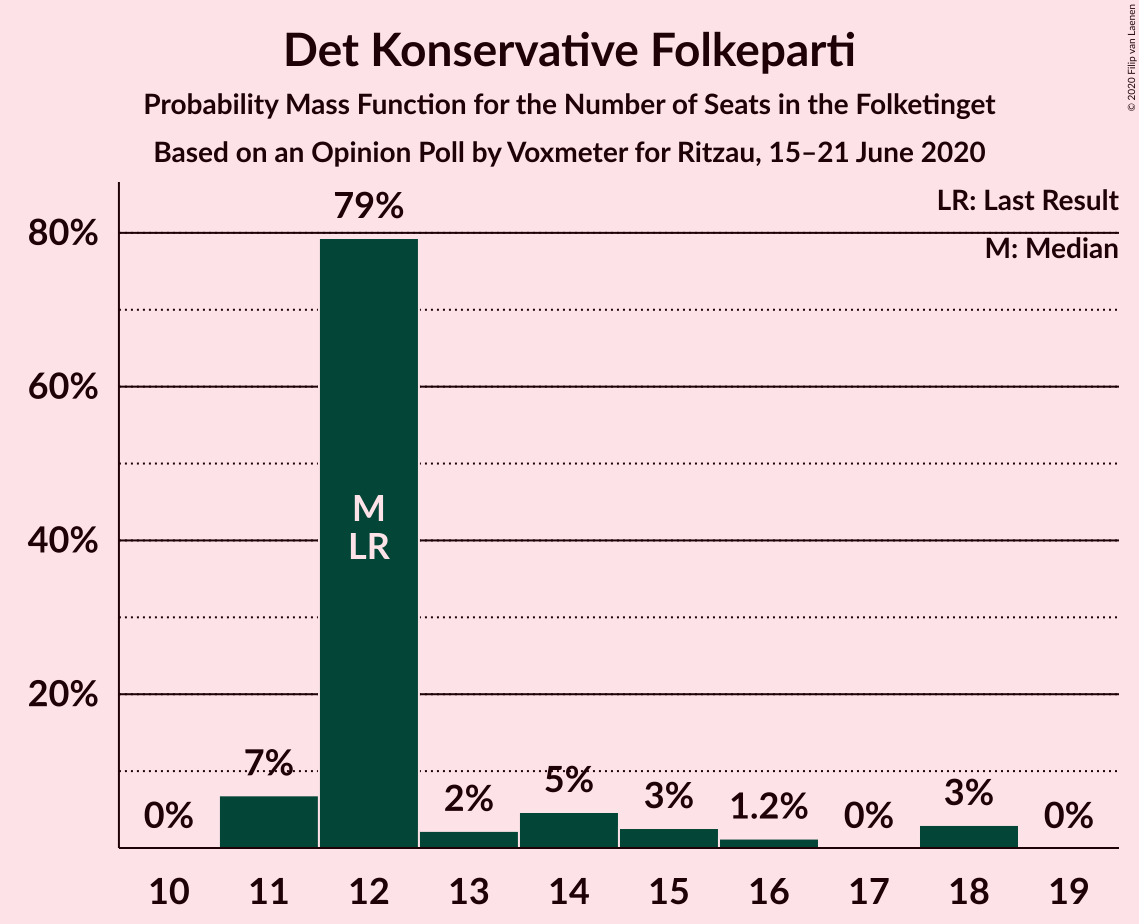 Det Konservative Folkeparti
Probability Mass Function for the Number of Seats in the Folketinget
Based on an Opinion Poll by Voxmeter for Ritzau, 15–21 June 2020
© 2020 Filip van Laenen
LR: Last Result
M: Median
80%
60%
40%
20%
79%
M
LR
0%
7%
2%
5%
3%
1.2%
0%
3%
0%
10 11 12 13 14 15 16 17 18 19